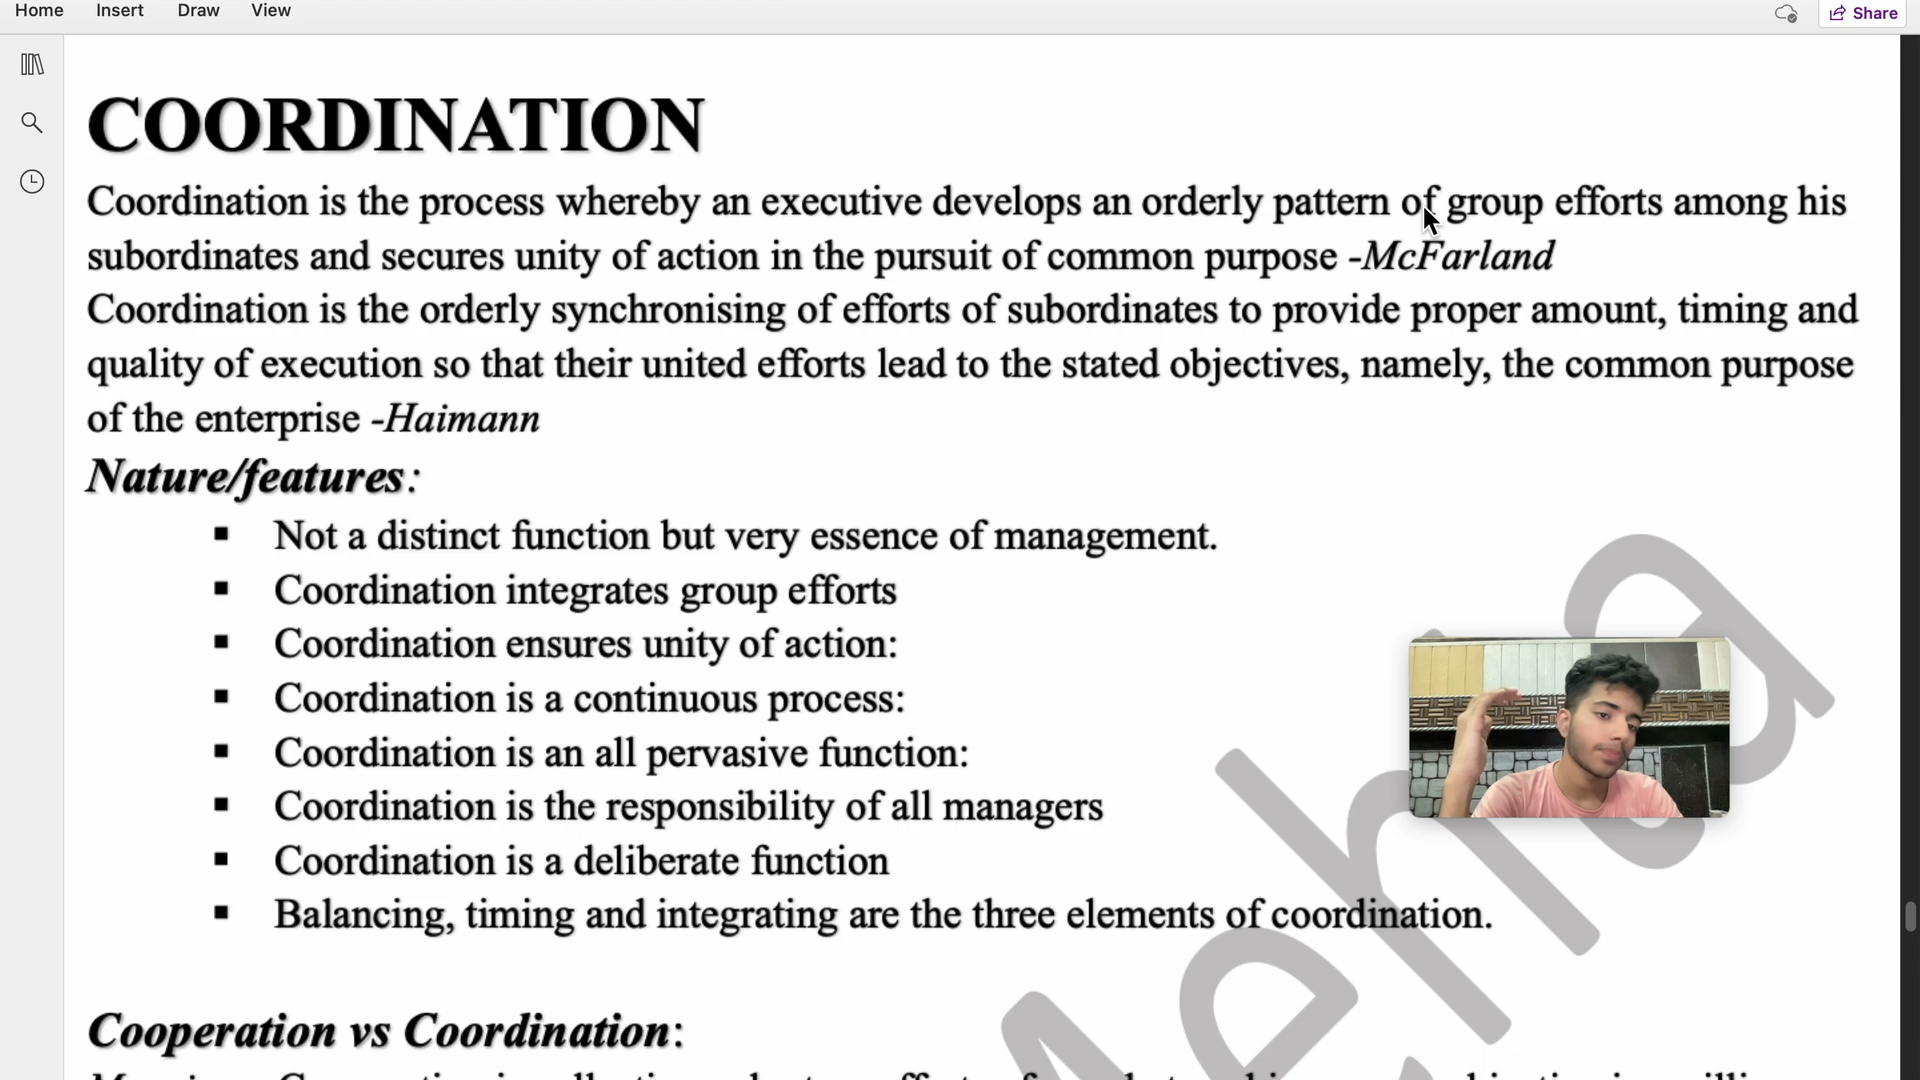 Home Insert Draw View Share
COORDINATION
Coordination is the process whereby an executive develops an orderly pattern of group efforts among his
subordinates and secures unity of action in the pursuit of common purpose -McFarland
Coordination is the orderly synchronising of efforts of subordinates to provide proper amount, timing and
quality of execution so that their united efforts lead to the stated objectives, namely, the common purpose
of the enterprise -Haimann
Nature/features:
▪ Not a distinct function but very essence of management.
▪ Coordination integrates group efforts
▪ Coordination ensures unity of action:
▪ Coordination is a continuous process:
▪ Coordination is an all pervasive function:
▪ Coordination is the responsibility of all managers
▪ Coordination is a deliberate function
▪ Balancing, timing and integrating are the three elements of coordination.
Cooperation vs Coordination: